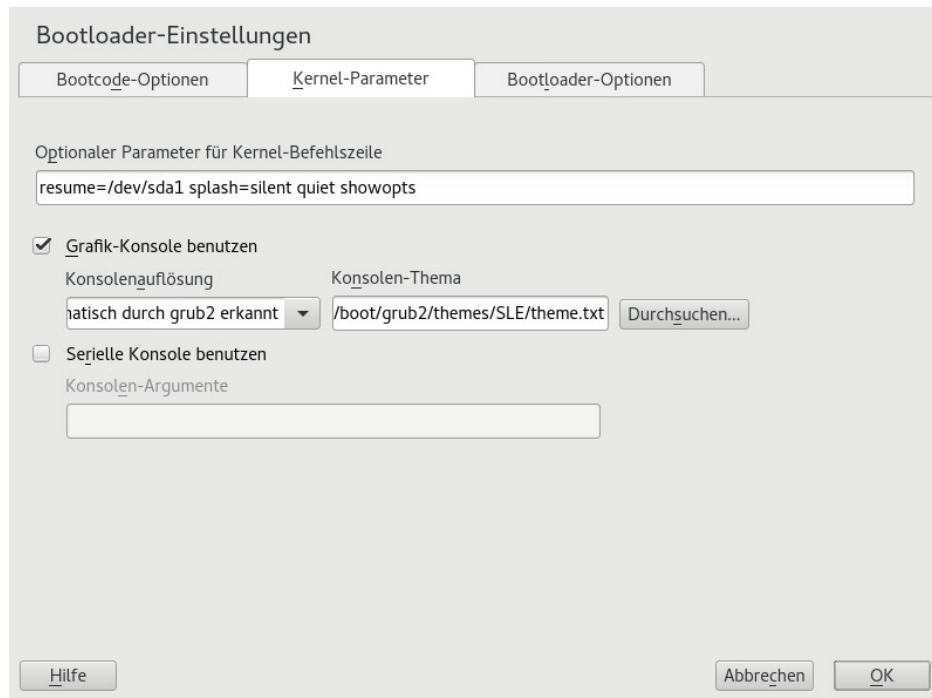 Bootloader-Einstellungen
Bootcode-Optionen Kernel-Parameter Bootloader-Optionen
Optionaler Parameter für Kernel-Befehlszeile
resume=/dev/sda1 splash=silent quiet showopts
Grafik-Konsole benutzen
Konsolenauflösung Konsolen-Thema
natisch durch grub2 erkannt /boot/grub2/themes/SLE/theme.txt Durchsuchen...
Serielle Konsole benutzen
Konsolen-Argumente
Hilfe Abbrechen OK